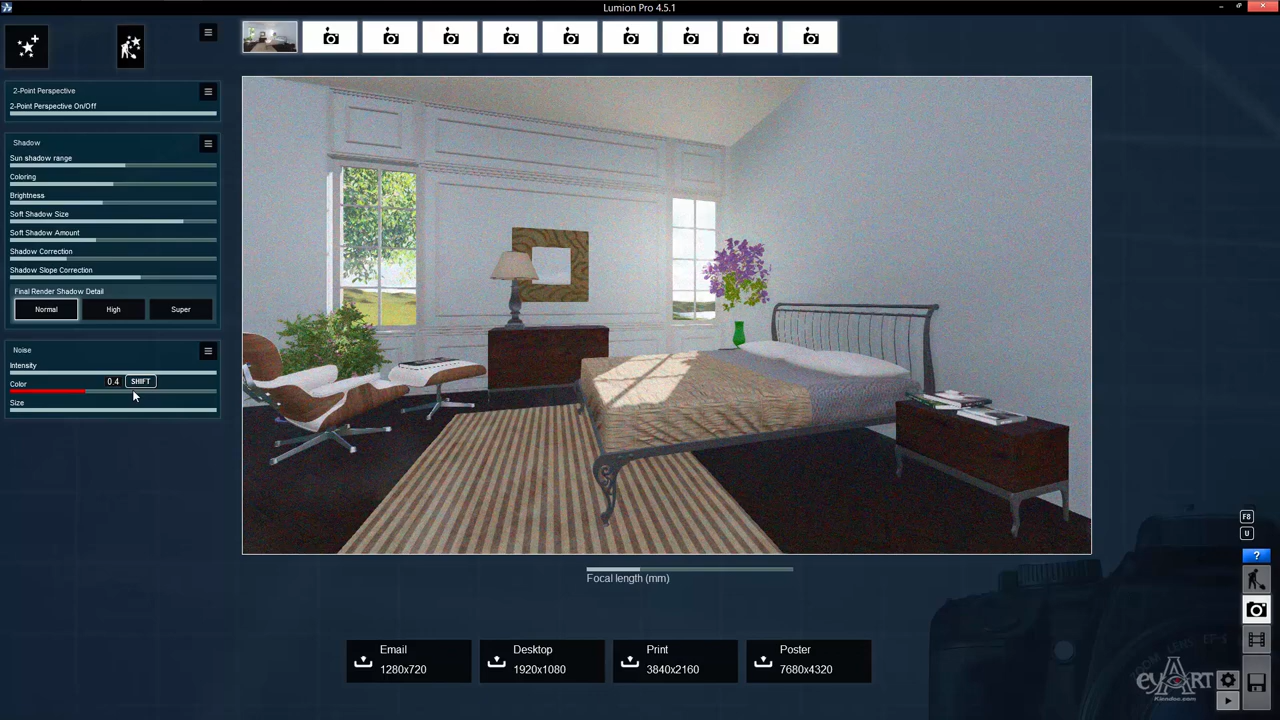 Lumion Pro 4.5.1
2-Point Perspective
2-Point Perspective On/Off
Shadow
Sun shadow range
Coloring
Brightness
Soft Shadow Size
Soft Shadow Amount
Shadow Correction
Shadow Slope Correction
Final Render Shadow Detail
Normal High Super
Noise
Intensity
Color 0.4 SHIFT
Size
Focal length (mm)
F8
U
?
Email
1280x720
Desktop
1920x1080
Print
3840x2160
Poster
7680x4320